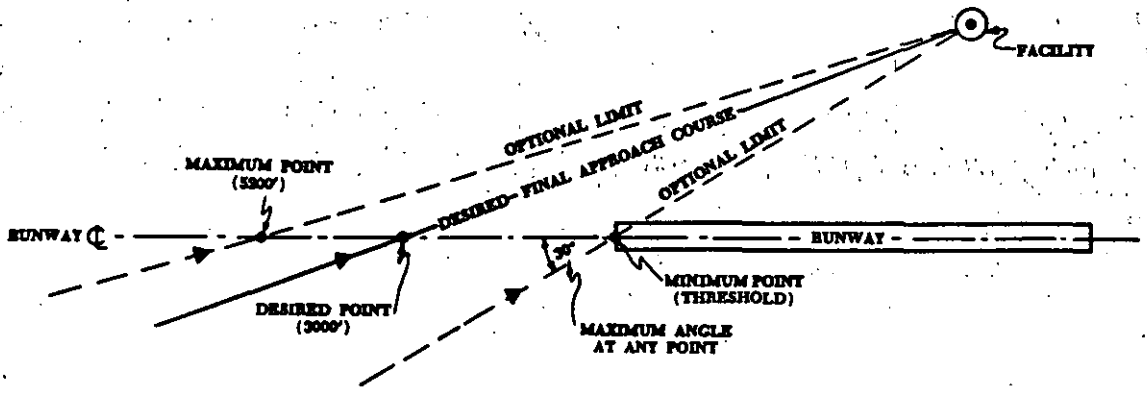 FACILITY
OPTIONAL LIMIT
DESIRED FINAL APPROACH COURSE
OPTIONAL LIMIT
MAXIMUM POINT
(5200')
RUNWAY ℄
RUNWAY
30°
DESIRED POINT
(3000')
MINIMUM POINT
(THRESHOLD)
MAXIMUM ANGLE
AT ANY POINT